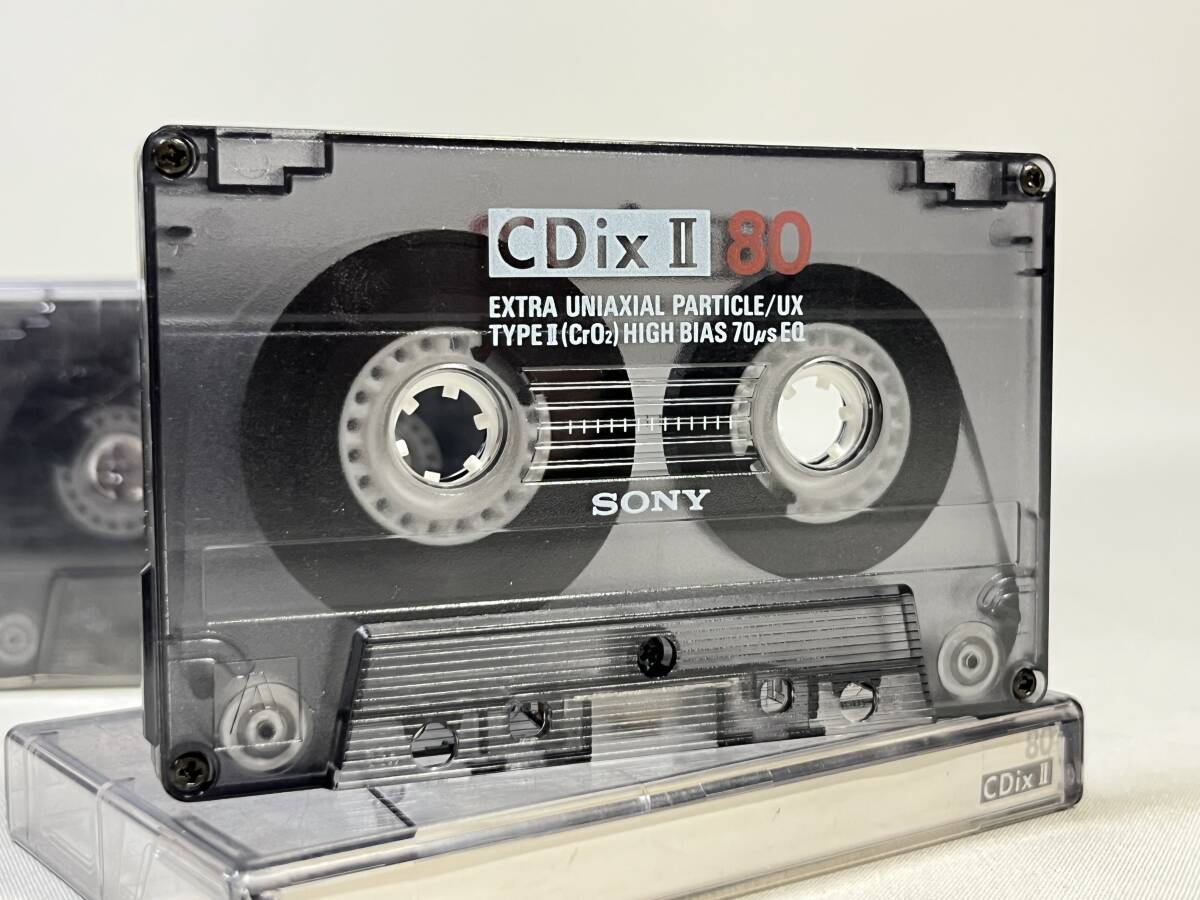 CDix II 80
EXTRA UNIAXIAL PARTICLE/UX
TYPE II (CrO₂) HIGH BIAS 70μs EQ
SONY
A
80
CDix II